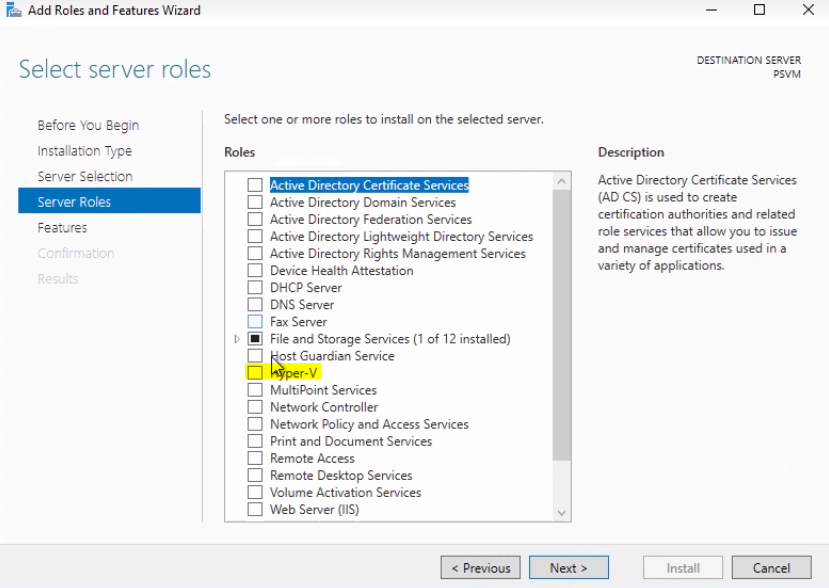 Add Roles and Features Wizard
Select server roles
DESTINATION SERVER
PSVM
Before You Begin
Installation Type
Server Selection
Server Roles
Features
Confirmation
Results
Select one or more roles to install on the selected server.
Roles
Active Directory Certificate Services
Active Directory Domain Services
Active Directory Federation Services
Active Directory Lightweight Directory Services
Active Directory Rights Management Services
Device Health Attestation
DHCP Server
DNS Server
Fax Server
File and Storage Services (1 of 12 installed)
Host Guardian Service
Hyper-V
MultiPoint Services
Network Controller
Network Policy and Access Services
Print and Document Services
Remote Access
Remote Desktop Services
Volume Activation Services
Web Server (IIS)
Description
Active Directory Certificate Services
(AD CS) is used to create
certification authorities and related
role services that allow you to issue
and manage certificates used in a
variety of applications.
< Previous
Next >
Install
Cancel